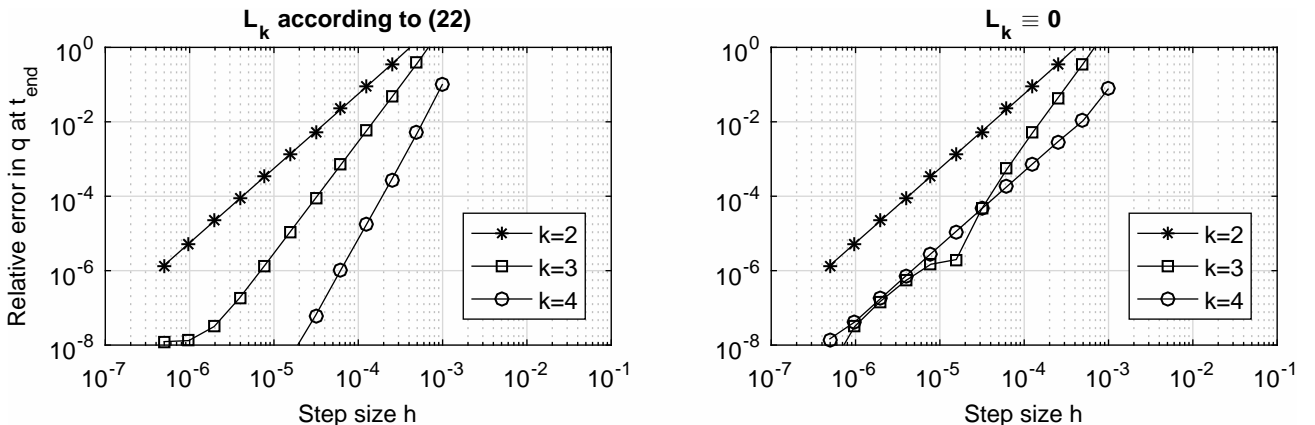 L_k according to (22)
Relative error in q at t_end
10^0
10^-2
10^-4
10^-6
10^-8
10^-7
10^-6
10^-5
10^-4
10^-3
10^-2
10^-1
Step size h
k=2
k=3
k=4
L_k ≡ 0
10^0
10^-2
10^-4
10^-6
10^-8
10^-7
10^-6
10^-5
10^-4
10^-3
10^-2
10^-1
Step size h
k=2
k=3
k=4